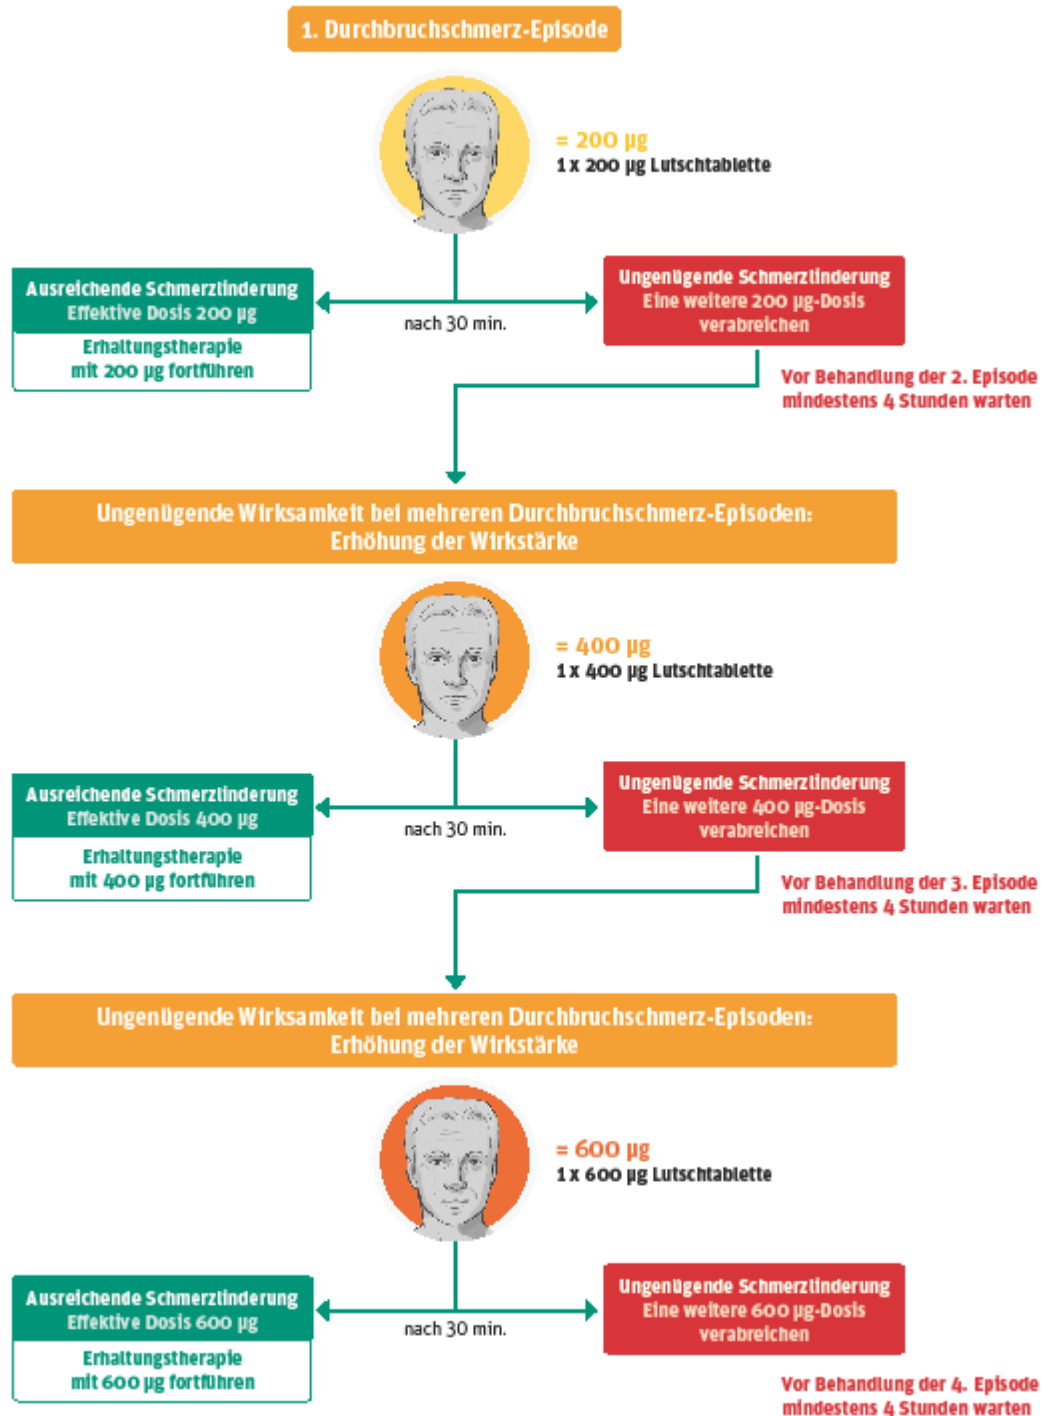 1. Durchbruchschmerz-Episode
= 200 µg
1 x 200 µg Lutschtablette
Ausreichende Schmerzlinderung
Effektive Dosis 200 µg
Erhaltungstherapie
mit 200 µg fortführen
nach 30 min.
Ungenügende Schmerzlinderung
Eine weitere 200 µg-Dosis
verabreichen
Vor Behandlung der 2. Episode
mindestens 4 Stunden warten
Ungenügende Wirksamkeit bei mehreren Durchbruchschmerz-Episoden:
Erhöhung der Wirkstärke
= 400 µg
1 x 400 µg Lutschtablette
Ausreichende Schmerzlinderung
Effektive Dosis 400 µg
Erhaltungstherapie
mit 400 µg fortführen
nach 30 min.
Ungenügende Schmerzlinderung
Eine weitere 400 µg-Dosis
verabreichen
Vor Behandlung der 3. Episode
mindestens 4 Stunden warten
Ungenügende Wirksamkeit bei mehreren Durchbruchschmerz-Episoden:
Erhöhung der Wirkstärke
= 600 µg
1 x 600 µg Lutschtablette
Ausreichende Schmerzlinderung
Effektive Dosis 600 µg
Erhaltungstherapie
mit 600 µg fortführen
nach 30 min.
Ungenügende Schmerzlinderung
Eine weitere 600 µg-Dosis
verabreichen
Vor Behandlung der 4. Episode
mindestens 4 Stunden warten